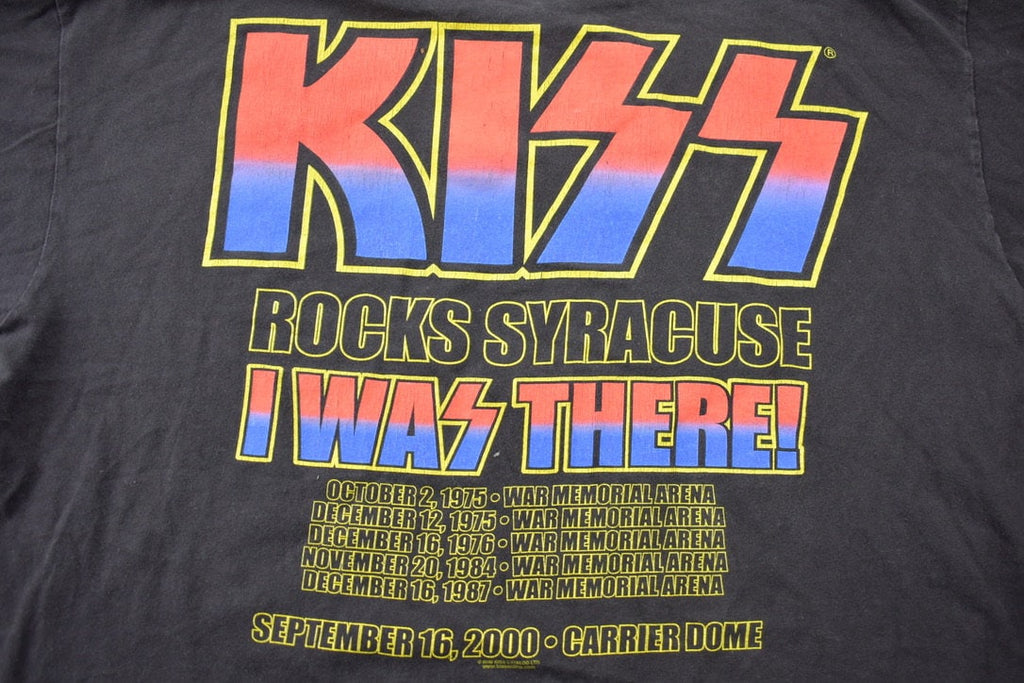 KISS®
ROCKS SYRACUSE
I WAS THERE!
OCTOBER 2, 1975 • WAR MEMORIAL ARENA
DECEMBER 12, 1975 • WAR MEMORIAL ARENA
DECEMBER 16, 1976 • WAR MEMORIAL ARENA
NOVEMBER 20, 1984 • WAR MEMORIAL ARENA
DECEMBER 16, 1987 • WAR MEMORIAL ARENA
SEPTEMBER 16, 2000 • CARRIER DOME